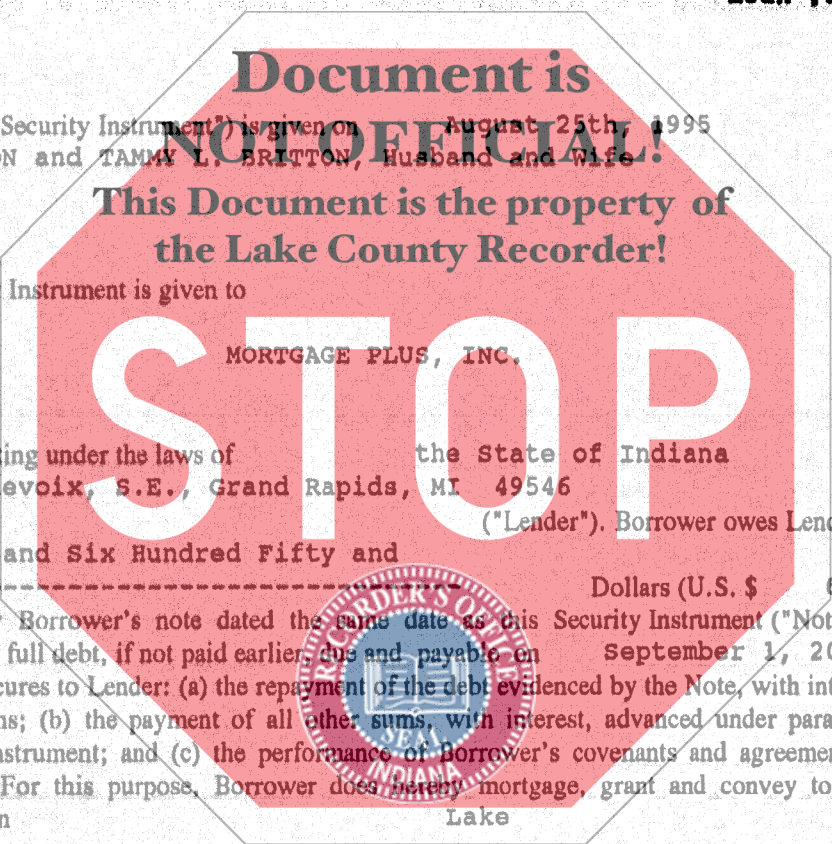 Document is
Security Instrument") is given on August 25th, 1995
NOT OFFICIAL!
N and TAMMY L. BRITTON, Husband and Wife
This Document is the property of
the Lake County Recorder!
Instrument is given to
STOP
MORTGAGE PLUS, INC.
ing under the laws of the State of Indiana
evoix, S.E., Grand Rapids, MI 49546
("Lender"). Borrower owes Lend
and Six Hundred Fifty and
Dollars (U.S. $
Borrower's note dated the same date as this Security Instrument ("Not
full debt, if not paid earlier, due and payable on September 1, 20
cures to Lender: (a) the repayment of the debt evidenced by the Note, with int
ns; (b) the payment of all other sums, with interest, advanced under para
nstrument; and (c) the performance of Borrower's covenants and agreemen
For this purpose, Borrower does hereby mortgage, grant and convey to
n Lake
RECORDER'S OFFICE
SEAL
INDIANA